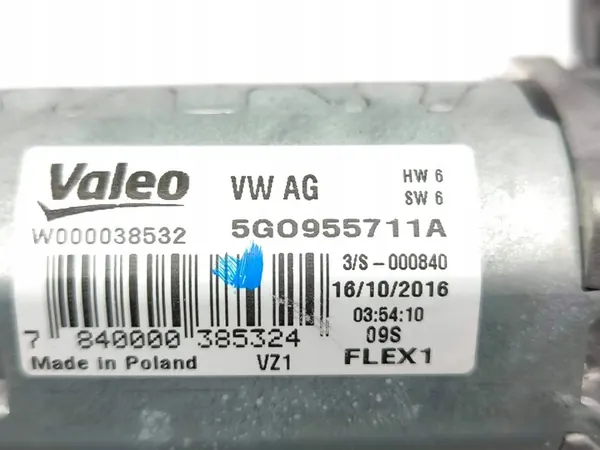 Valeo VW AG HW 6
SW 6
W000038532 5G0955711A
3/S-000840
16/10/2016
03:54:10
7 840000 385324 09S
Made in Poland VZ1 FLEX1